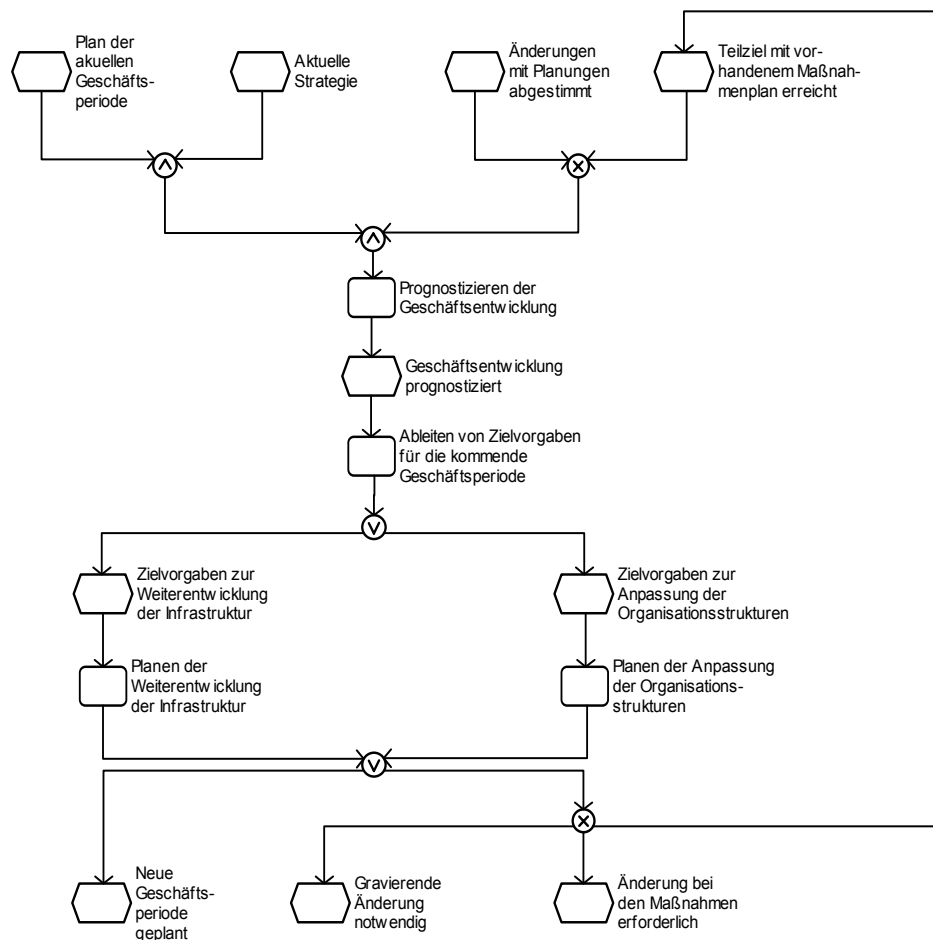 Plan der
akuellen
Geschäfts-
periode
Aktuelle
Strategie
Änderungen
mit Planungen
abgestimmt
Teilziel mit vor-
handenem Maßnah-
menplan erreicht
Prognostizieren der
Geschäftsentwicklung
Geschäftsentwicklung
prognostiziert
Ableiten von Zielvorgaben
für die kommende
Geschäftsperiode
Zielvorgaben zur
Weiterentwicklung
der Infrastruktur
Zielvorgaben zur
Anpassung der
Organisationsstrukturen
Planen der
Weiterentwicklung
der Infrastruktur
Planen der Anpassung
der Organisations-
strukturen
Neue
Geschäfts-
periode
geplant
Gravierende
Änderung
notwendig
Änderung bei
den Maßnahmen
erforderlich